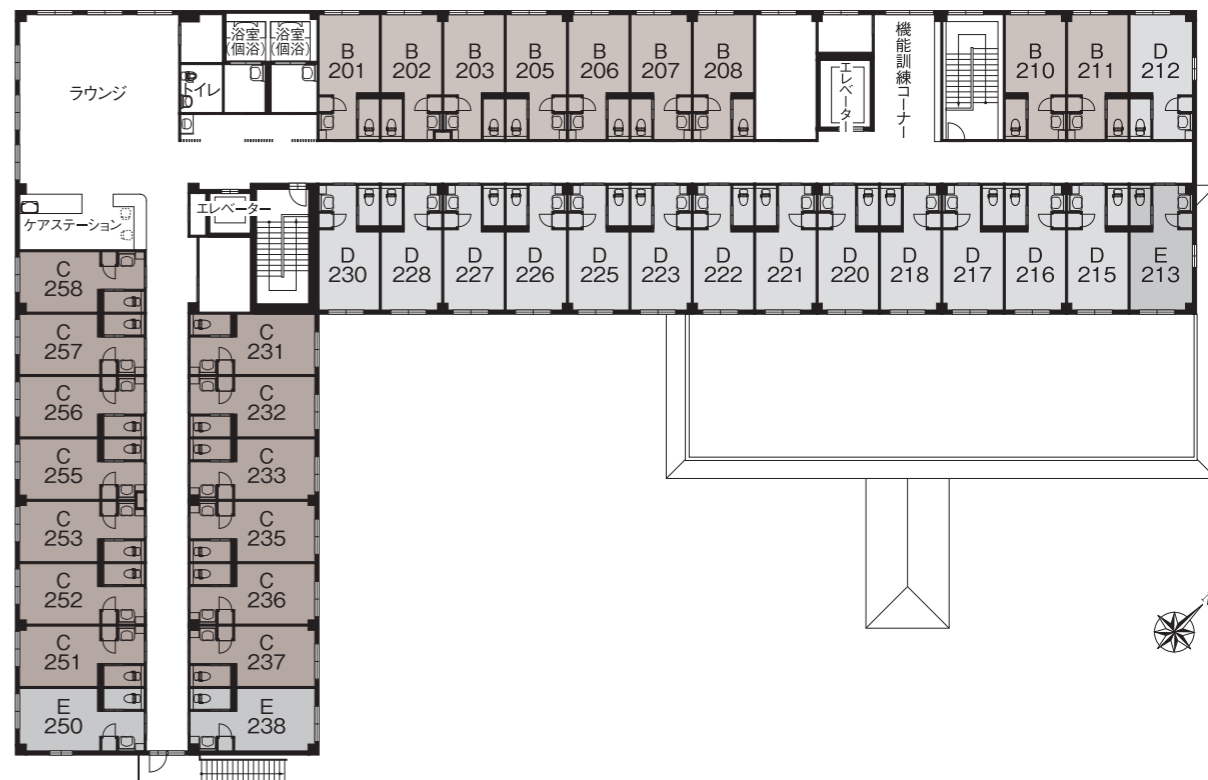 ラウンジ
浴室
(個浴)
浴室
(個浴)
トイレ
B
201
B
202
B
203
B
205
B
206
B
207
B
208
エレベーター
機能訓練コーナー
B
210
B
211
D
212
ケアステーション
エレベーター
D
230
D
228
D
227
D
226
D
225
D
223
D
222
D
221
D
220
D
218
D
217
D
216
D
215
E
213
C
258
C
257
C
256
C
255
C
253
C
252
C
251
E
250
C
231
C
232
C
233
C
235
C
236
C
237
E
238